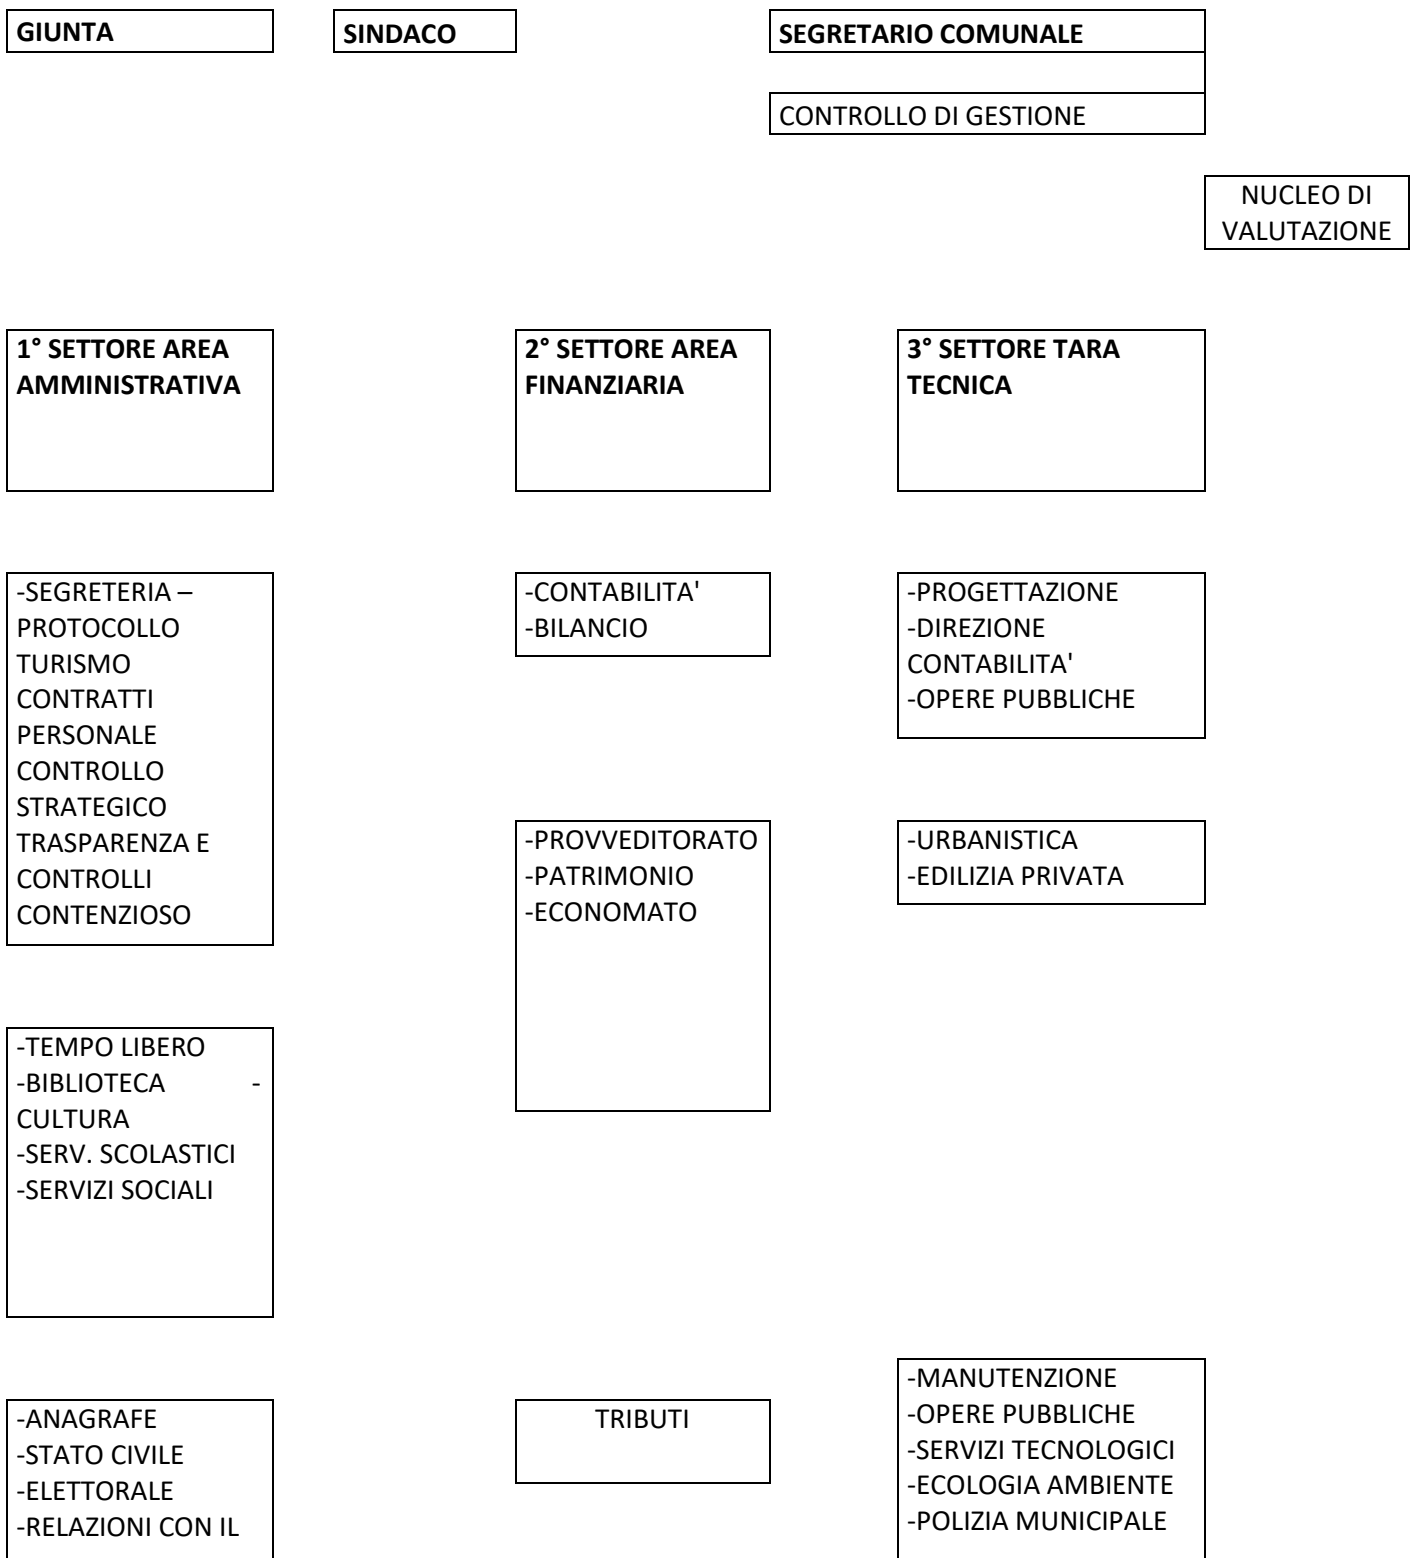 GIUNTA
SINDACO
SEGRETARIO COMUNALE
CONTROLLO DI GESTIONE
NUCLEO DI
VALUTAZIONE
1° SETTORE AREA
AMMINISTRATIVA
2° SETTORE AREA
FINANZIARIA
3° SETTORE TARA
TECNICA
-SEGRETERIA –
PROTOCOLLO
TURISMO
CONTRATTI
PERSONALE
CONTROLLO
STRATEGICO
TRASPARENZA E
CONTROLLI
CONTENZIOSO
-CONTABILITA'
-BILANCIO
-PROGETTAZIONE
-DIREZIONE
CONTABILITA'
-OPERE PUBBLICHE
-PROVVEDITORATO
-PATRIMONIO
-ECONOMATO
-URBANISTICA
-EDILIZIA PRIVATA
-TEMPO LIBERO
-BIBLIOTECA -
CULTURA
-SERV. SCOLASTICI
-SERVIZI SOCIALI
-ANAGRAFE
-STATO CIVILE
-ELETTORALE
-RELAZIONI CON IL
TRIBUTI
-MANUTENZIONE
-OPERE PUBBLICHE
-SERVIZI TECNOLOGICI
-ECOLOGIA AMBIENTE
-POLIZIA MUNICIPALE